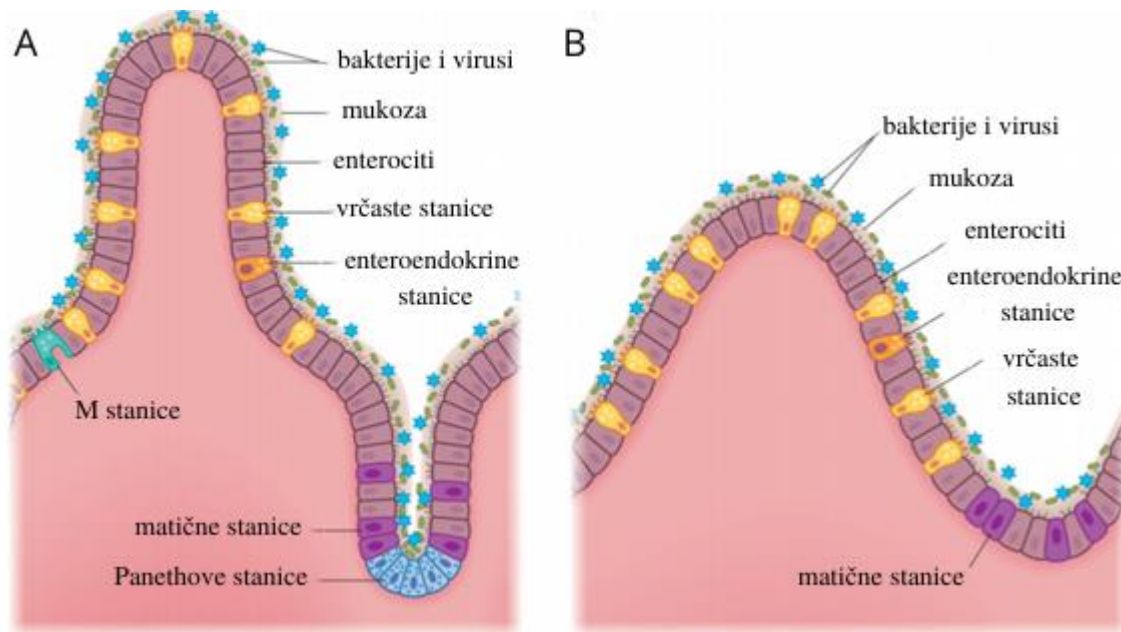 A
bakterije i virusi
mukoza
enterociti
vrčaste stanice
enteroendokrine
stanice
M stanice
matične stanice
Panethove stanice
B
bakterije i virusi
mukoza
enterociti
enteroendokrine
stanice
vrčaste
stanice
matične stanice